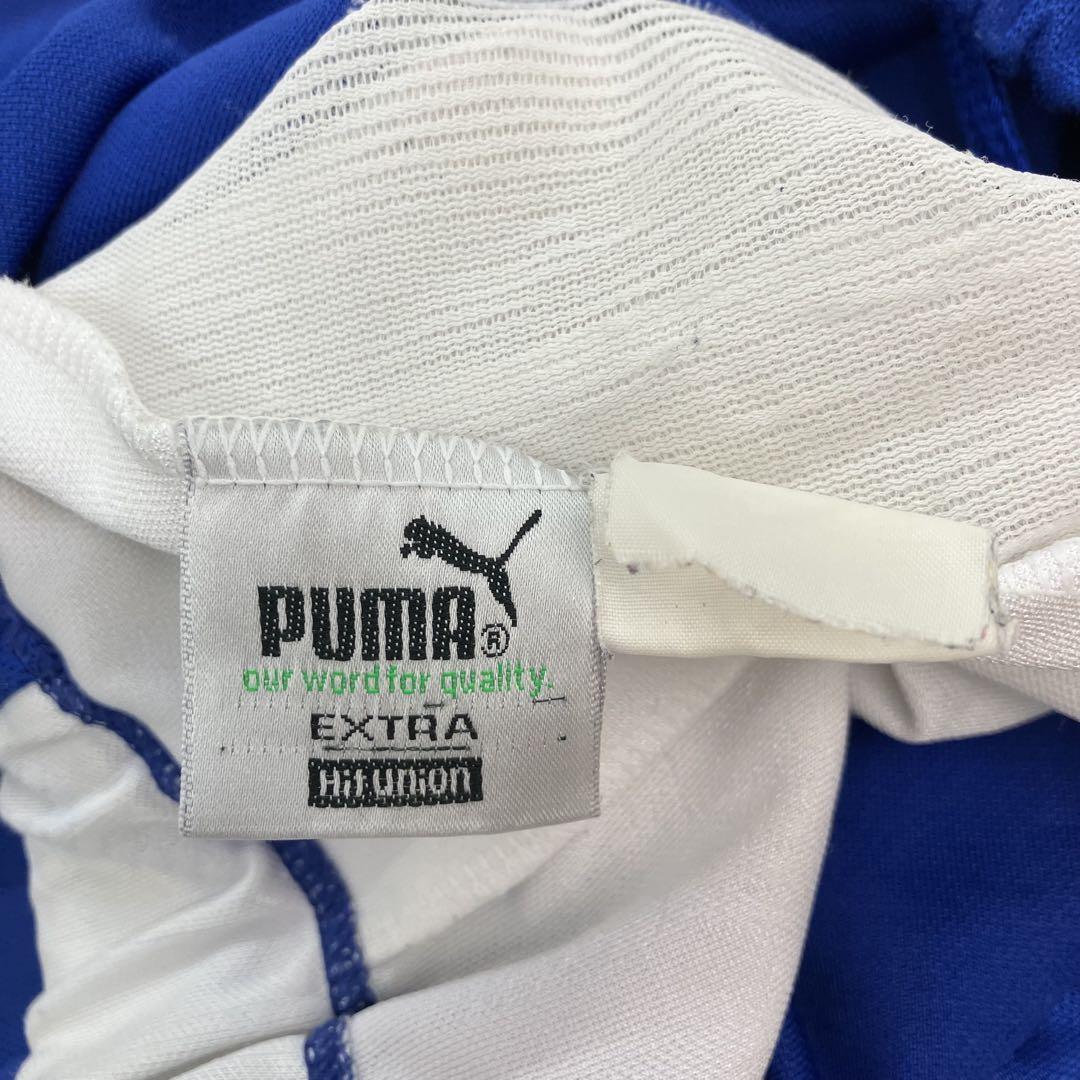 PUMA®
our word for quality.
EXTRA
Hit union